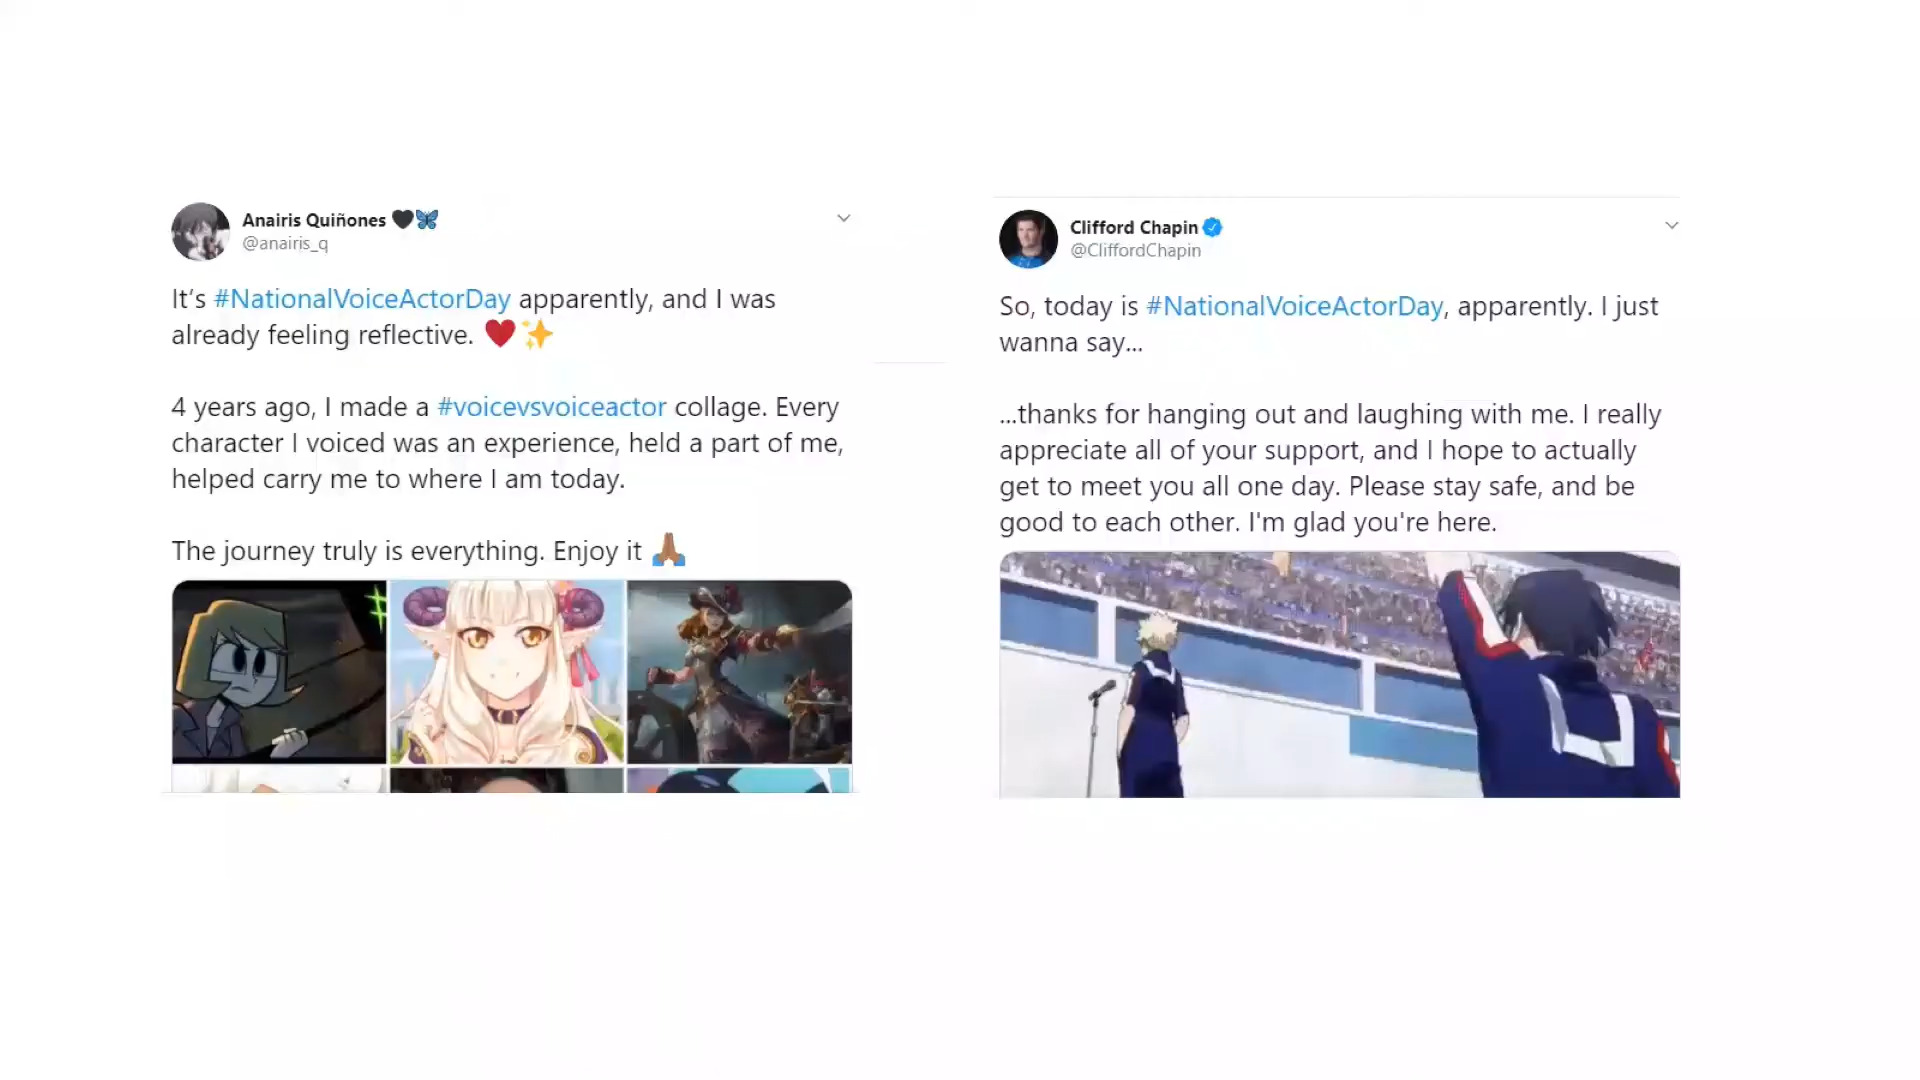 Anairis Quiñones 🖤🦋
@anairis_q
It's #NationalVoiceActorDay apparently, and I was
already feeling reflective. ♥️✨
4 years ago, I made a #voicevsvoiceactor collage. Every
character I voiced was an experience, held a part of me,
helped carry me to where I am today.
The journey truly is everything. Enjoy it 🙏🏽
Clifford Chapin
@CliffordChapin
So, today is #NationalVoiceActorDay, apparently. I just
wanna say...
...thanks for hanging out and laughing with me. I really
appreciate all of your support, and I hope to actually
get to meet you all one day. Please stay safe, and be
good to each other. I'm glad you're here.